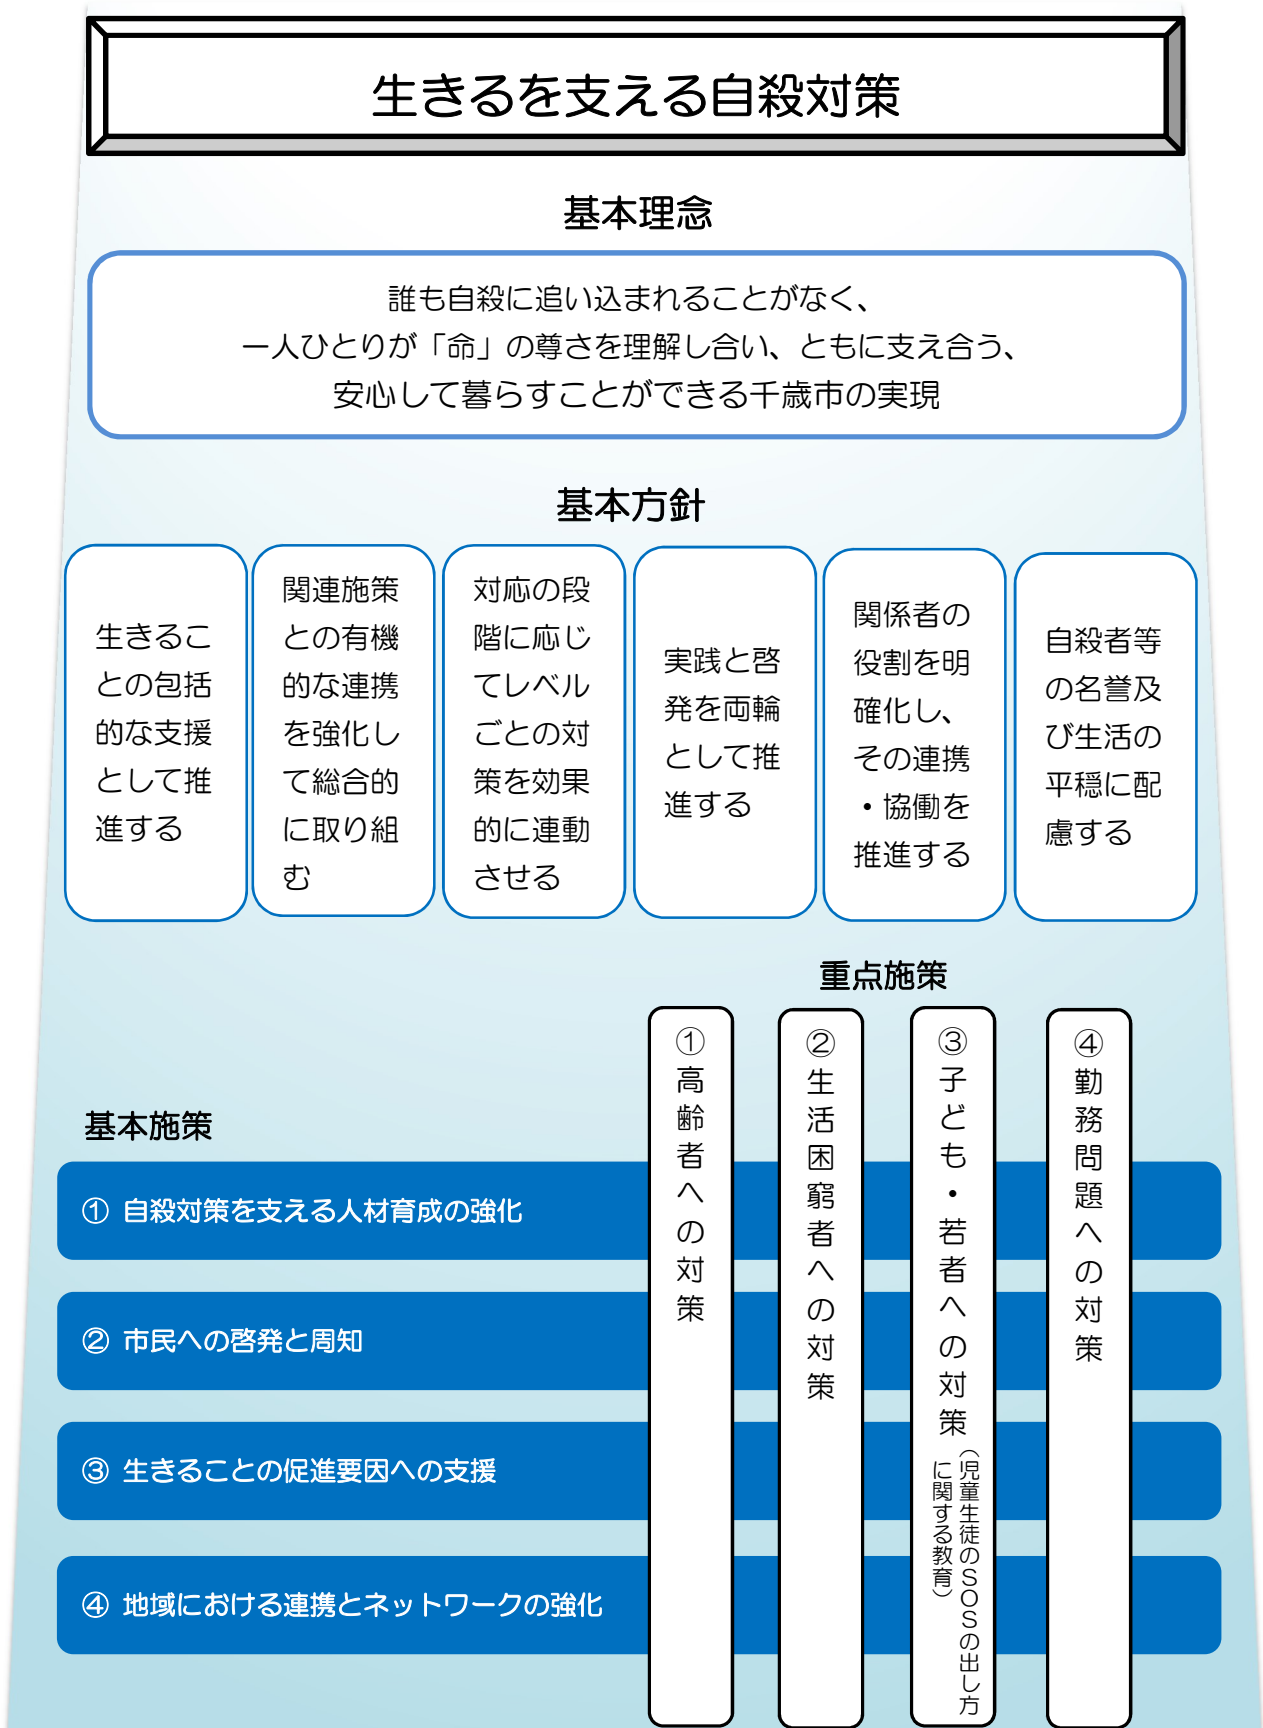 生きるを支える自殺対策
基本理念
誰も自殺に追い込まれることがなく、
一人ひとりが「命」の尊さを理解し合い、ともに支え合う、
安心して暮らすことができる千歳市の実現
基本方針
生きるこ
との包括
的な支援
として推
進する
関連施策
との有機
的な連携
を強化し
て総合的
に取り組
む
対応の段
階に応じ
てレベル
ごとの対
策を効果
的に連動
させる
実践と啓
発を両輪
として推
進する
関係者の
役割を明
確化し、
その連携
・協働を
推進する
自殺者等
の名誉及
び生活の
平穏に配
慮する
重点施策
①高齢者への対策
②生活困窮者への対策
③子ども・若者への対策
（児童生徒のSOSの出し方
に関する教育）
④勤務問題への対策
基本施策
① 自殺対策を支える人材育成の強化
② 市民への啓発と周知
③ 生きることの促進要因への支援
④ 地域における連携とネットワークの強化